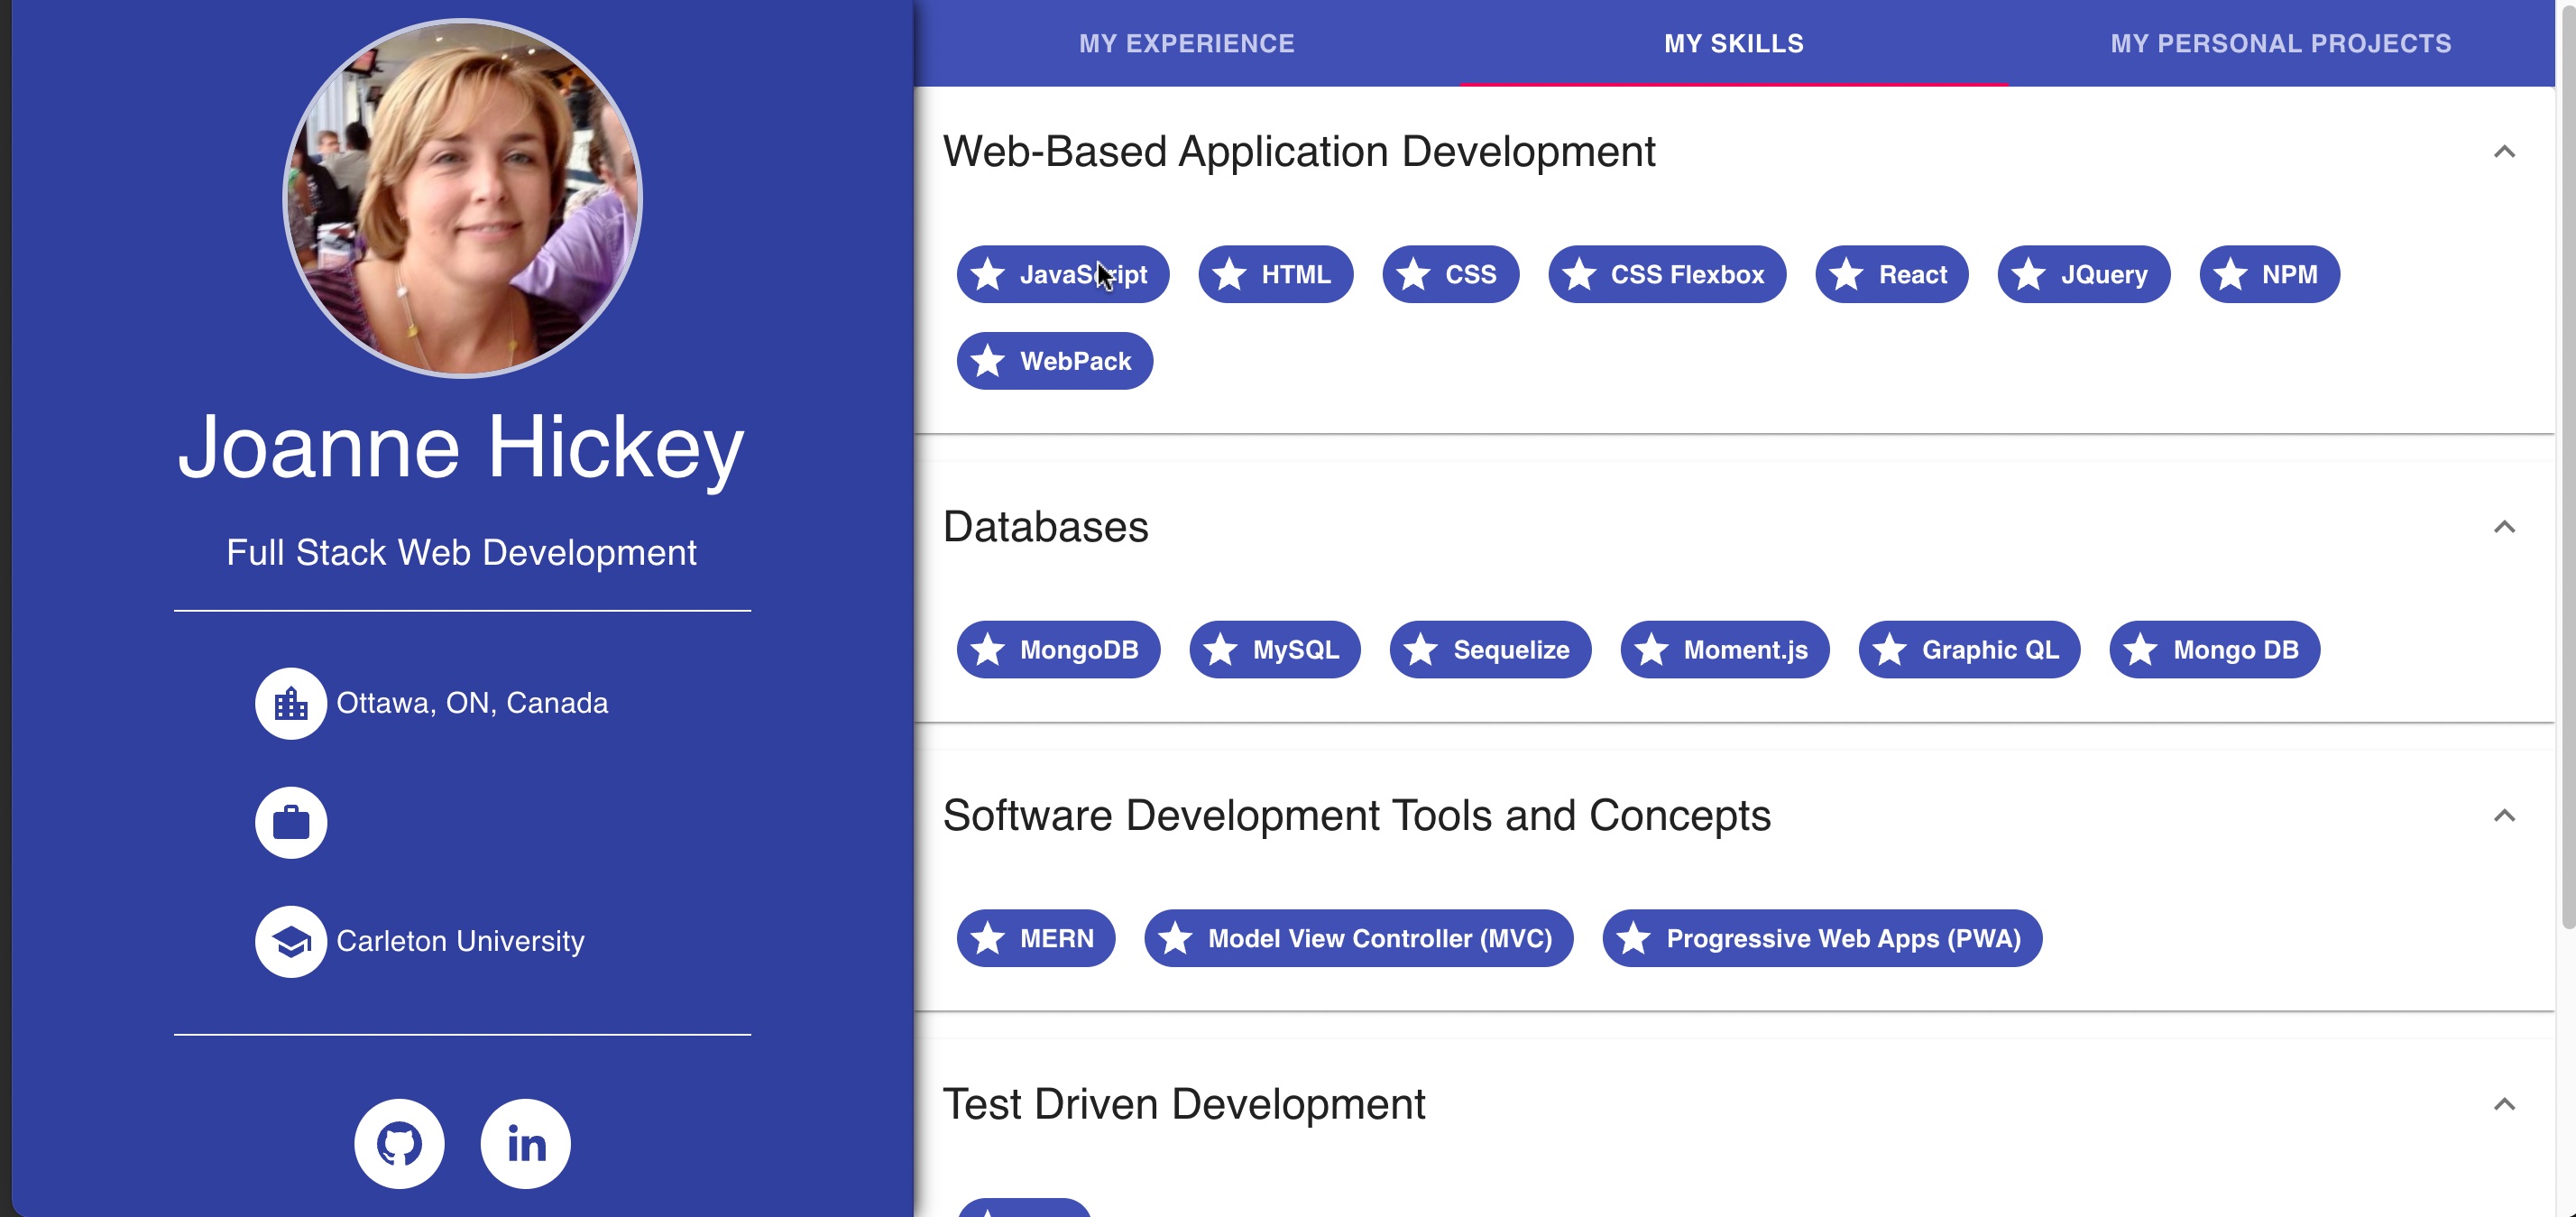 Joanne Hickey
Full Stack Web Development
Ottawa, ON, Canada
Carleton University
in
MY EXPERIENCE
MY SKILLS
MY PERSONAL PROJECTS
Web-Based Application Development
JavaScript
HTML
CSS
CSS Flexbox
React
JQuery
NPM
WebPack
Databases
MongoDB
MySQL
Sequelize
Moment.js
Graphic QL
Mongo DB
Software Development Tools and Concepts
MERN
Model View Controller (MVC)
Progressive Web Apps (PWA)
Test Driven Development